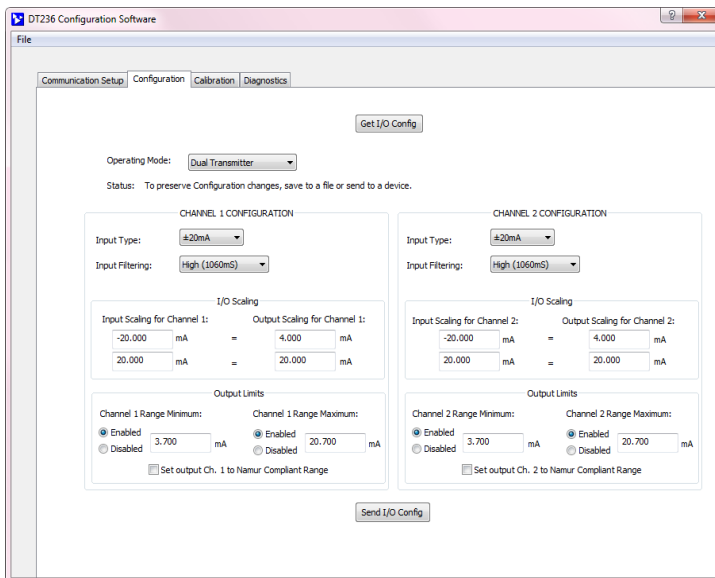 DT236 Configuration Software
File
Communication Setup Configuration Calibration Diagnostics
Get I/O Config
Operating Mode: Dual Transmitter
Status: To preserve Configuration changes, save to a file or send to a device.
CHANNEL 1 CONFIGURATION
Input Type: ±20mA
Input Filtering: High (1060mS)
I/O Scaling
Input Scaling for Channel 1: Output Scaling for Channel 1:
-20.000 mA = 4.000 mA
20.000 mA = 20.000 mA
Output Limits
Channel 1 Range Minimum: Channel 1 Range Maximum:
Enabled
Disabled
3.700 mA
Enabled
Disabled
20.700 mA
Set output Ch. 1 to Namur Compliant Range
CHANNEL 2 CONFIGURATION
Input Type: ±20mA
Input Filtering: High (1060mS)
I/O Scaling
Input Scaling for Channel 2: Output Scaling for Channel 2:
-20.000 mA = 4.000 mA
20.000 mA = 20.000 mA
Output Limits
Channel 2 Range Minimum: Channel 2 Range Maximum:
Enabled
Disabled
3.700 mA
Enabled
Disabled
20.700 mA
Set output Ch. 2 to Namur Compliant Range
Send I/O Config